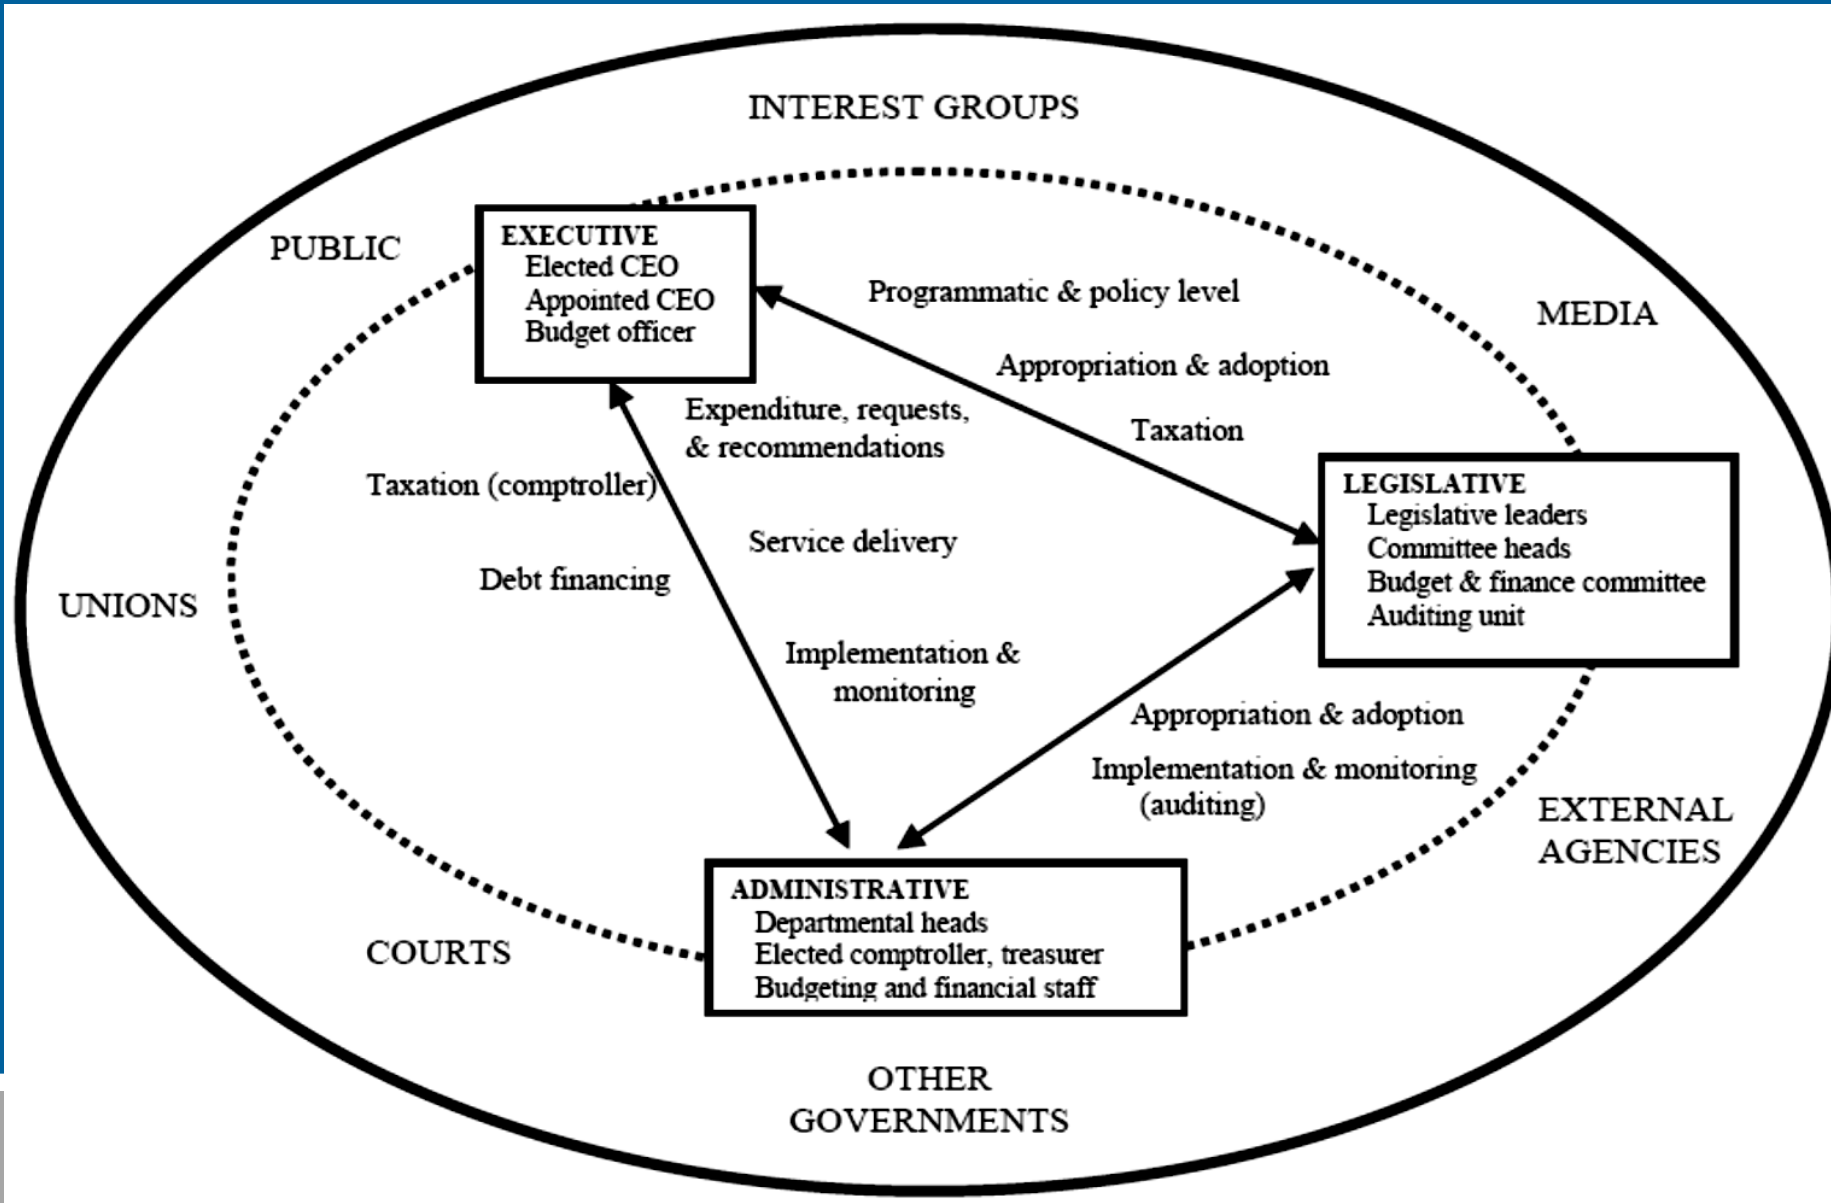 INTEREST GROUPS
PUBLIC
EXECUTIVE
Elected CEO
Appointed CEO
Budget officer
Programmatic & policy level
MEDIA
Appropriation & adoption
Expenditure, requests,
& recommendations
Taxation
Taxation (comptroller)
LEGISLATIVE
Legislative leaders
Committee heads
Budget & finance committee
Auditing unit
Service delivery
Debt financing
UNIONS
Implementation &
monitoring
Appropriation & adoption
Implementation & monitoring
(auditing)
EXTERNAL
AGENCIES
ADMINISTRATIVE
Departmental heads
Elected comptroller, treasurer
Budgeting and financial staff
COURTS
OTHER
GOVERNMENTS